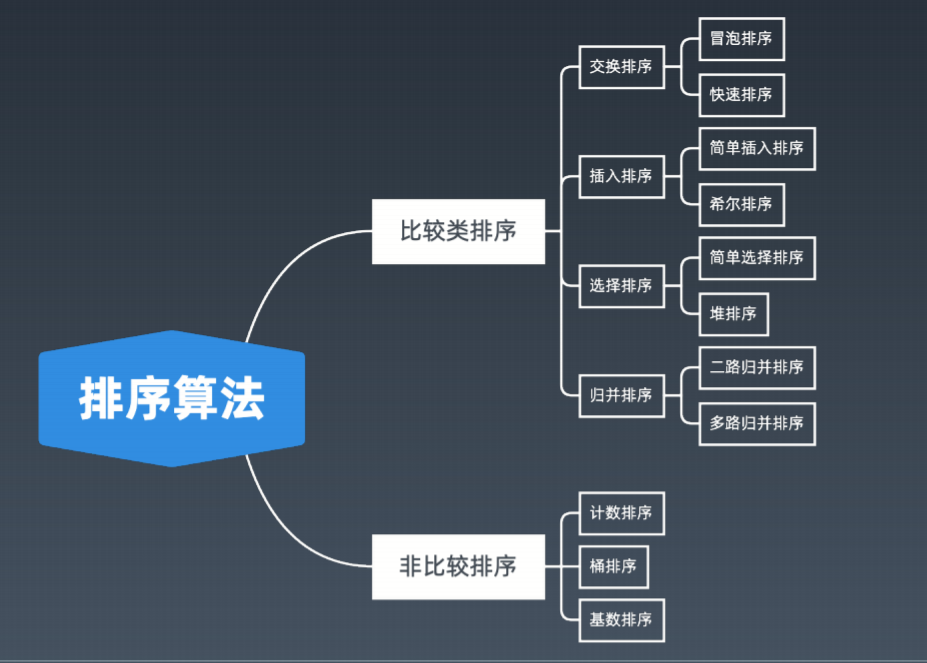 排序算法
比较类排序
交换排序
冒泡排序
快速排序
插入排序
简单插入排序
希尔排序
选择排序
简单选择排序
堆排序
归并排序
二路归并排序
多路归并排序
非比较排序
计数排序
桶排序
基数排序